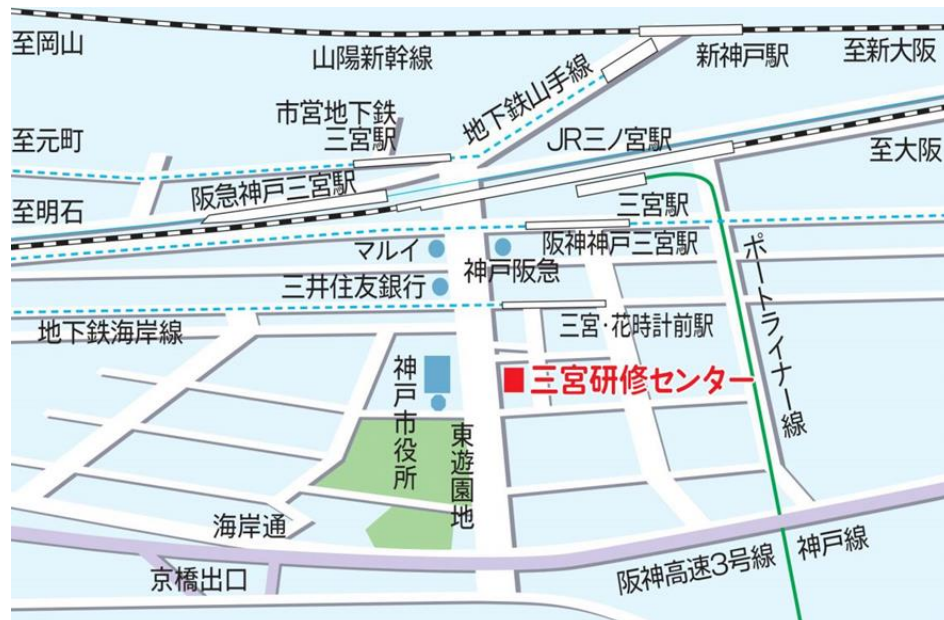 至岡山
山陽新幹線
新神戸駅
至新大阪
市営地下鉄
三宮駅
地下鉄山手線
JR三ノ宮駅
至元町
至大阪
阪急神戸三宮駅
至明石
三宮駅
阪神神戸三宮駅
マルイ
神戸阪急
三井住友銀行
ポートライナー線
地下鉄海岸線
三宮・花時計前駅
神戸市役所
三宮研修センター
東遊園地
海岸通
京橋出口
阪神高速3号線 神戸線